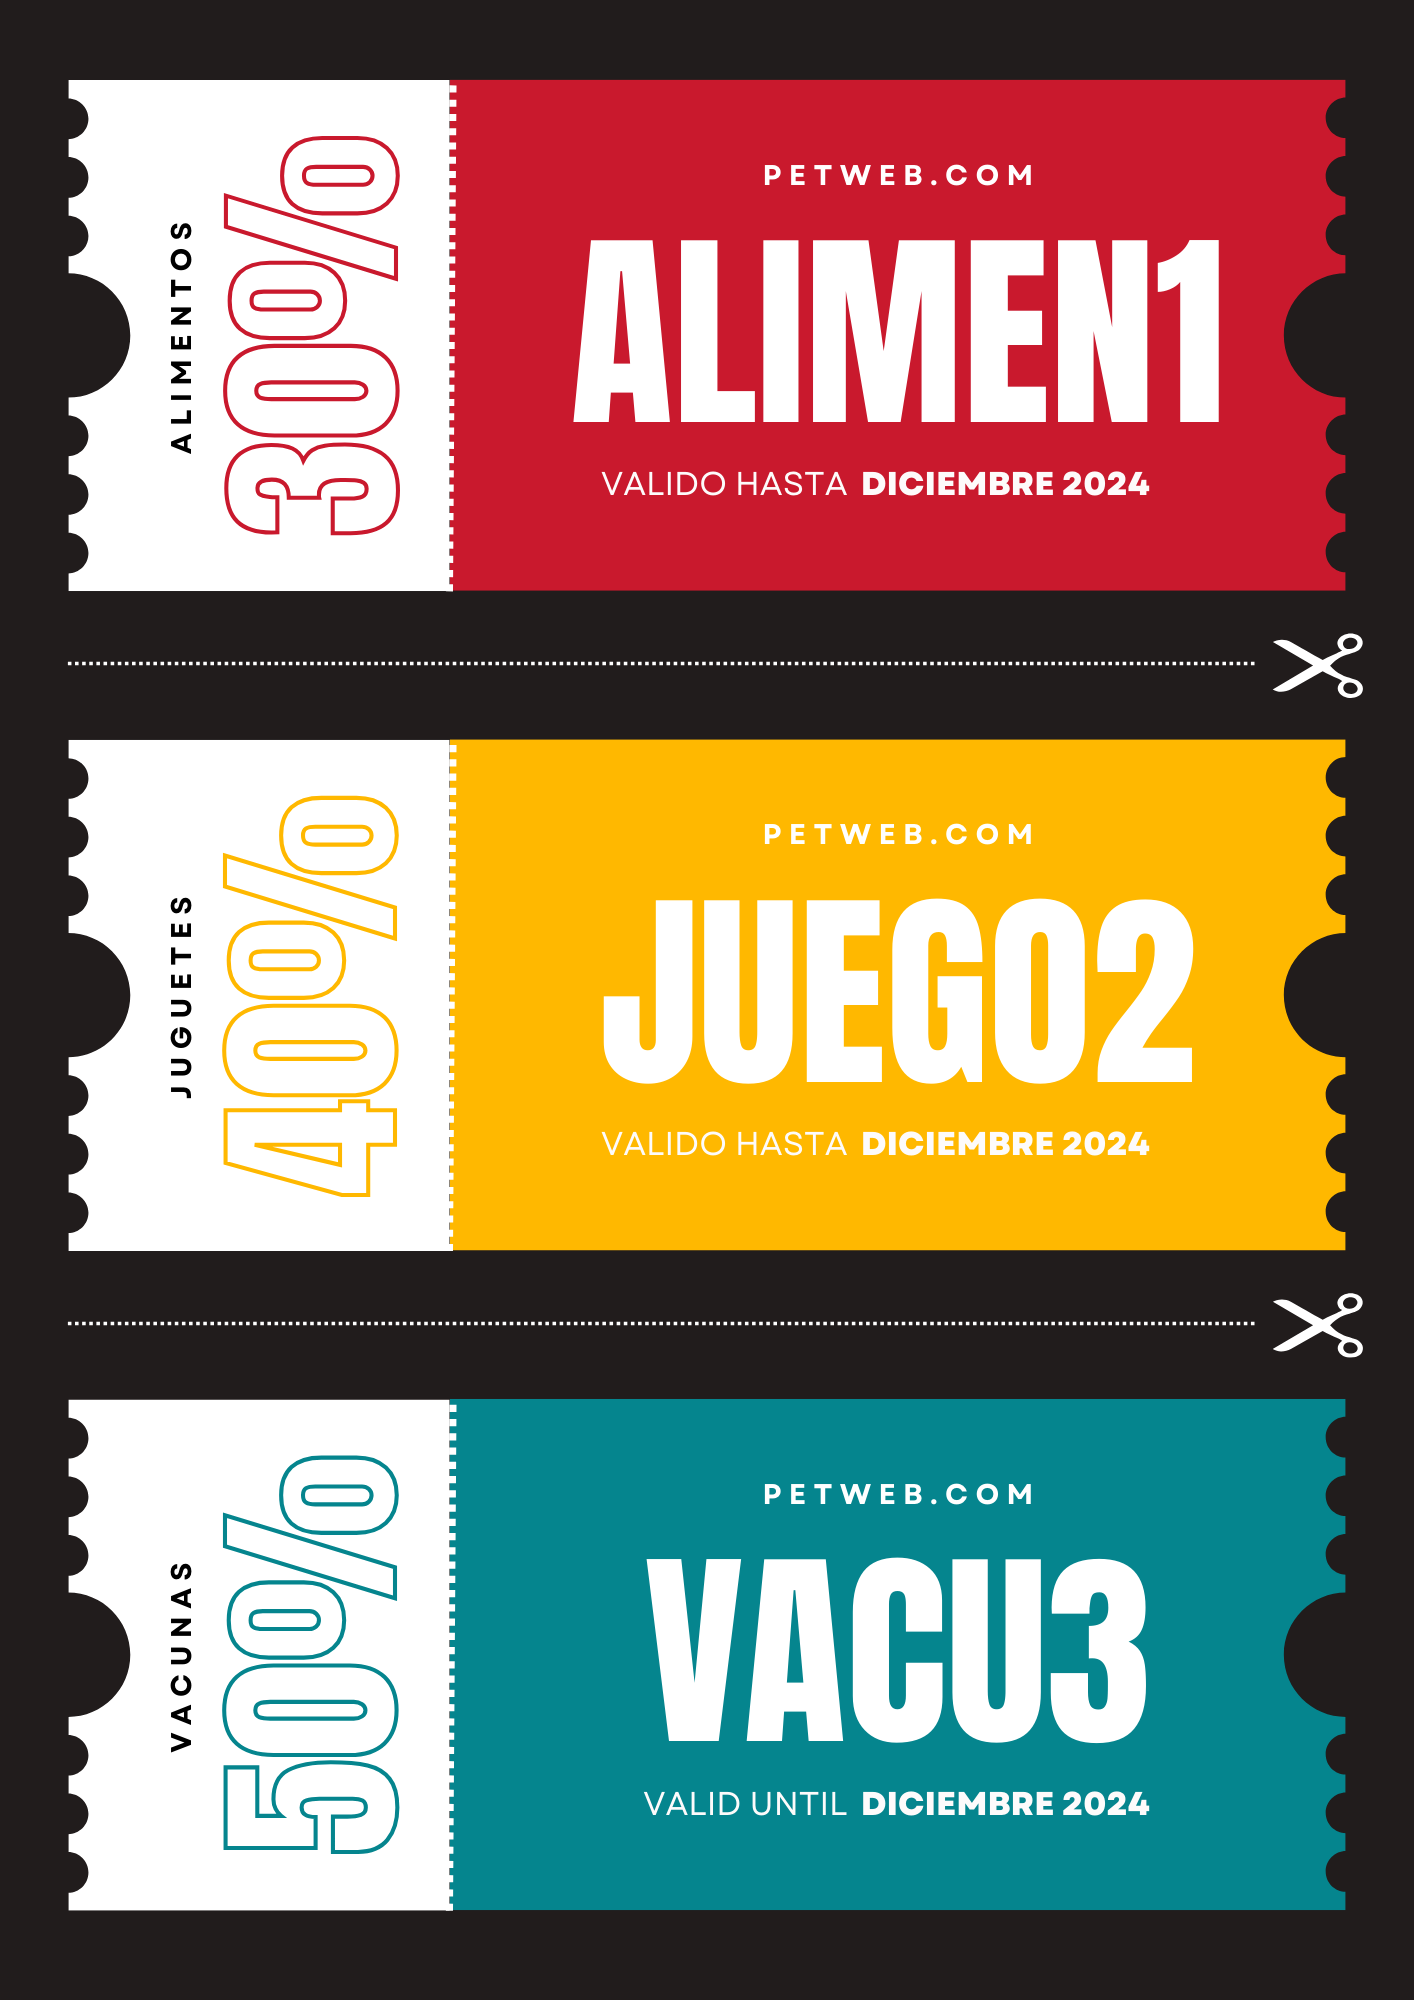 ALIMENTOS
30%
PETWEB.COM
ALIMEN1
VALIDO HASTA DICIEMBRE 2024
JUGUETES
40%
PETWEB.COM
JUEGO2
VALIDO HASTA DICIEMBRE 2024
VACUNAS
50%
PETWEB.COM
VACU3
VALID UNTIL DICIEMBRE 2024